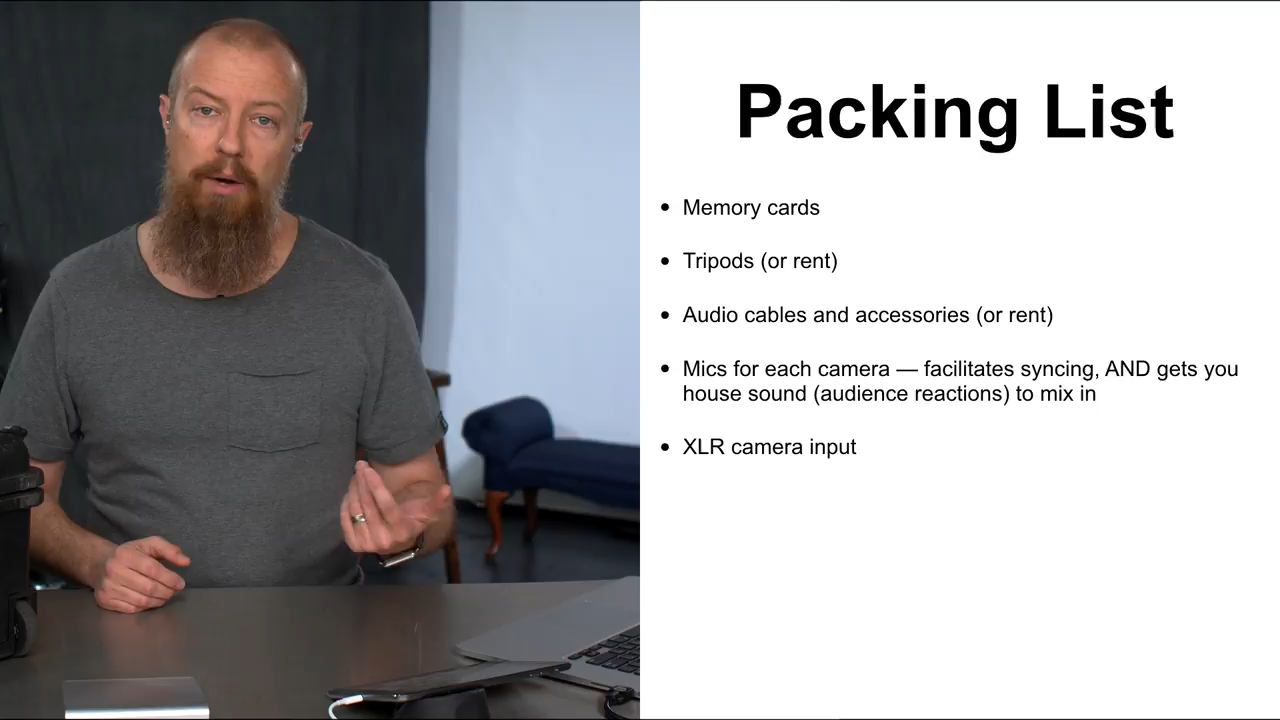 Packing List
• Memory cards
• Tripods (or rent)
• Audio cables and accessories (or rent)
• Mics for each camera — facilitates syncing, AND gets you
house sound (audience reactions) to mix in
• XLR camera input